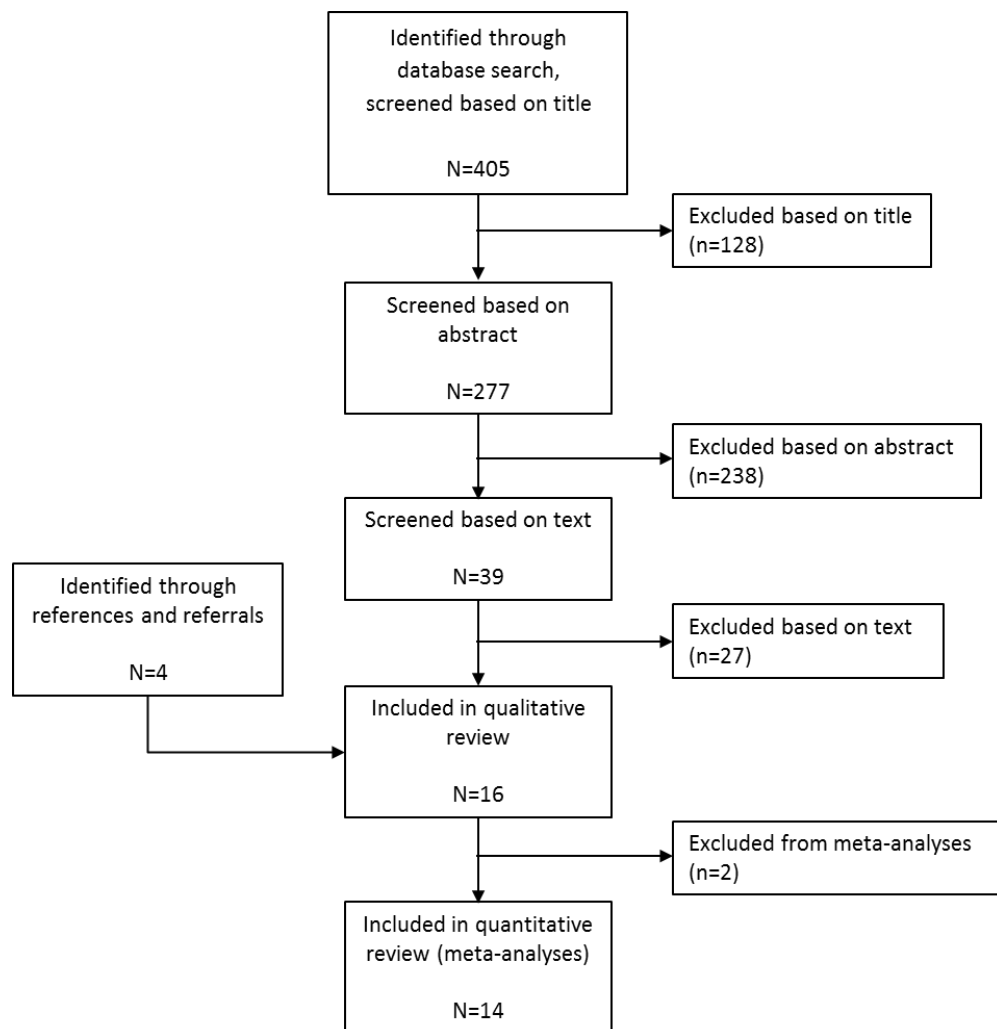 Identified through
database search,
screened based on title
N=405
Excluded based on title
(n=128)
Screened based on
abstract
N=277
Excluded based on abstract
(n=238)
Screened based on text
N=39
Identified through
references and referrals
N=4
Excluded based on text
(n=27)
Included in qualitative
review
N=16
Excluded from meta-analyses
(n=2)
Included in quantitative
review (meta-analyses)
N=14